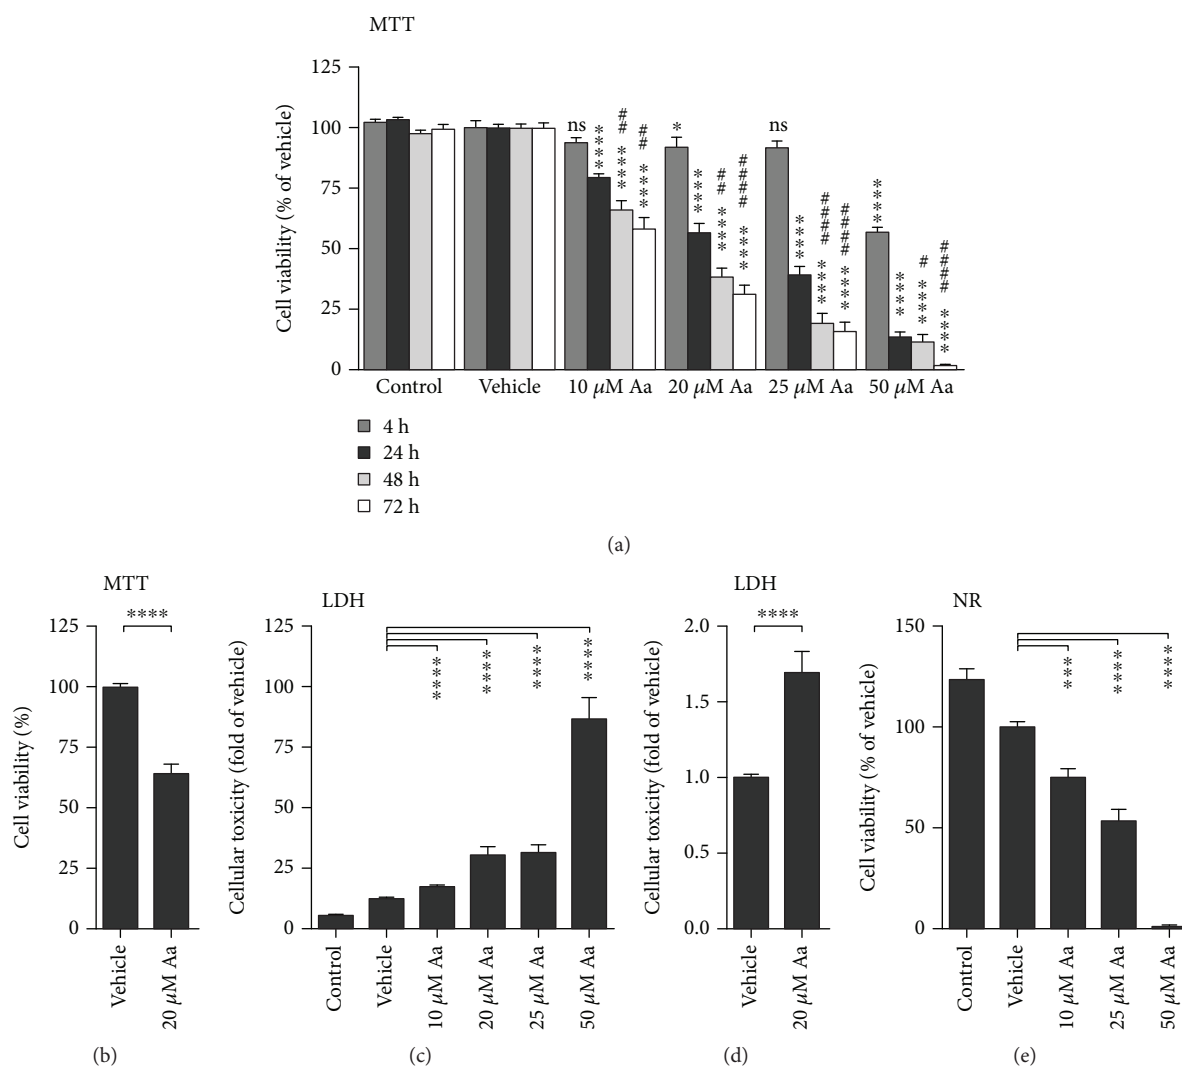 MTT
Cell viability (% of vehicle)
125
100
75
50
25
0
ns
****
##
****
##
****
*
****
##
****
####
****
ns
****
####
****
####
****
****
****
#
****
####
****
Control
Vehicle
10 μM Aa
20 μM Aa
25 μM Aa
50 μM Aa
4 h
24 h
48 h
72 h
(a)
MTT
Cell viability (%)
125
100
75
50
25
0
****
Vehicle
20 μM Aa
(b)
LDH
Cellular toxicity (fold of vehicle)
125
100
75
50
25
0
****
****
****
****
Control
Vehicle
10 μM Aa
20 μM Aa
25 μM Aa
50 μM Aa
(c)
LDH
Cellular toxicity (fold of vehicle)
2.0
1.5
1.0
0.5
0.0
****
Vehicle
20 μM Aa
(d)
NR
Cell viability (% of vehicle)
150
100
50
0
***
****
****
Control
Vehicle
10 μM Aa
25 μM Aa
50 μM Aa
(e)